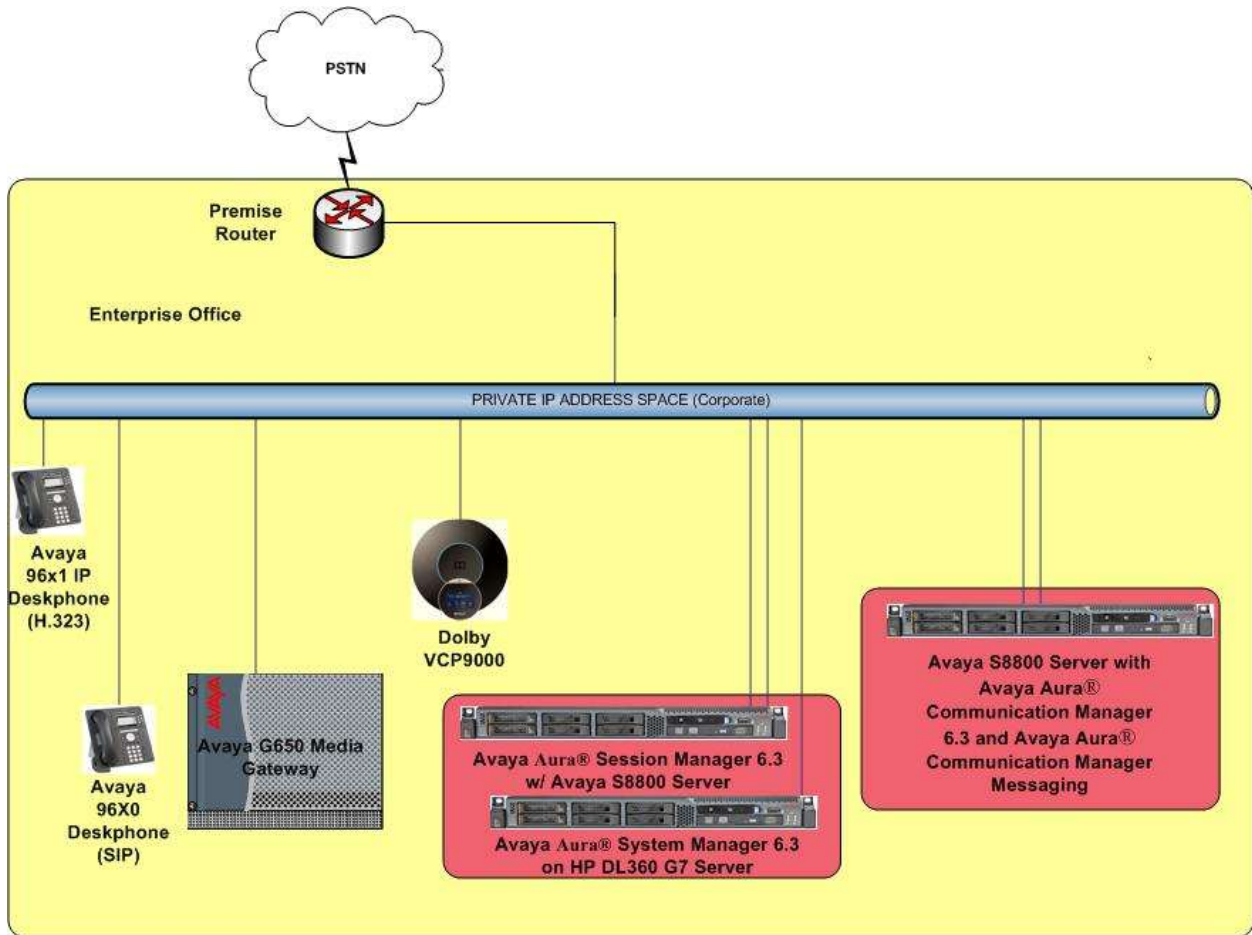 PSTN
Premise
Router
Enterprise Office
PRIVATE IP ADDRESS SPACE (Corporate)
Avaya
96x1 IP
Deskphone
(H.323)
Avaya
96X0
Deskphone
(SIP)
AVAYA
Avaya G650 Media
Gateway
Dolby
VCP9000
Avaya Aura® Session Manager 6.3
w/ Avaya S8800 Server
Avaya Aura® System Manager 6.3
on HP DL360 G7 Server
Avaya S8800 Server with
Avaya Aura®
Communication Manager
6.3 and Avaya Aura®
Communication Manager
Messaging